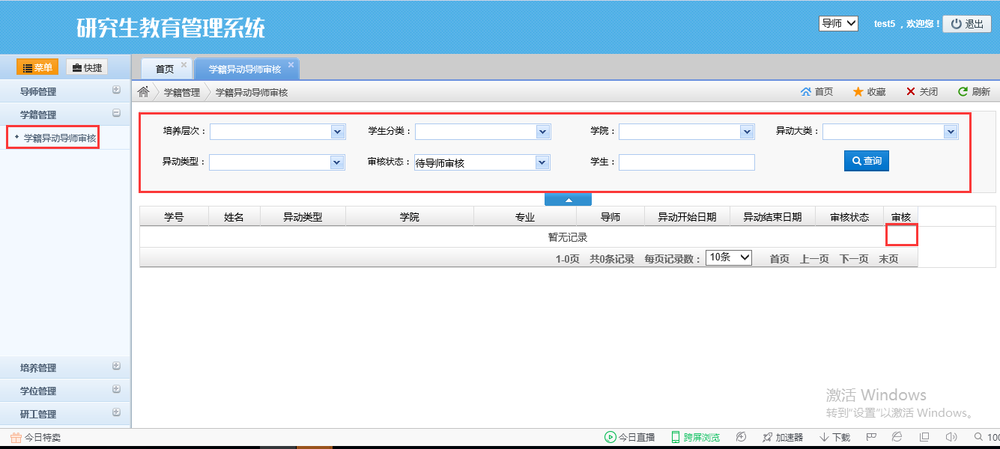 研究生教育管理系统
导师 test5 ，欢迎您！ 退出
菜单 快捷
首页 学籍异动导师审核
导师管理
学籍管理
学籍异动导师审核
培养管理
学位管理
研工管理
学籍管理 学籍异动导师审核 首页 收藏 关闭 刷新
培养层次： 学生分类： 学院： 异动大类：
异动类型： 审核状态： 待导师审核 学生： 查询
学号 姓名 异动类型 学院 专业 导师 异动开始日期 异动结束日期 审核状态 审核
暂无记录
1-0页 共0条记录 每页记录数： 10条 首页 上一页 下一页 末页
激活 Windows
转到"设置"以激活 Windows。
今日特卖 今日直播 跨屏浏览 加速器 下载 100